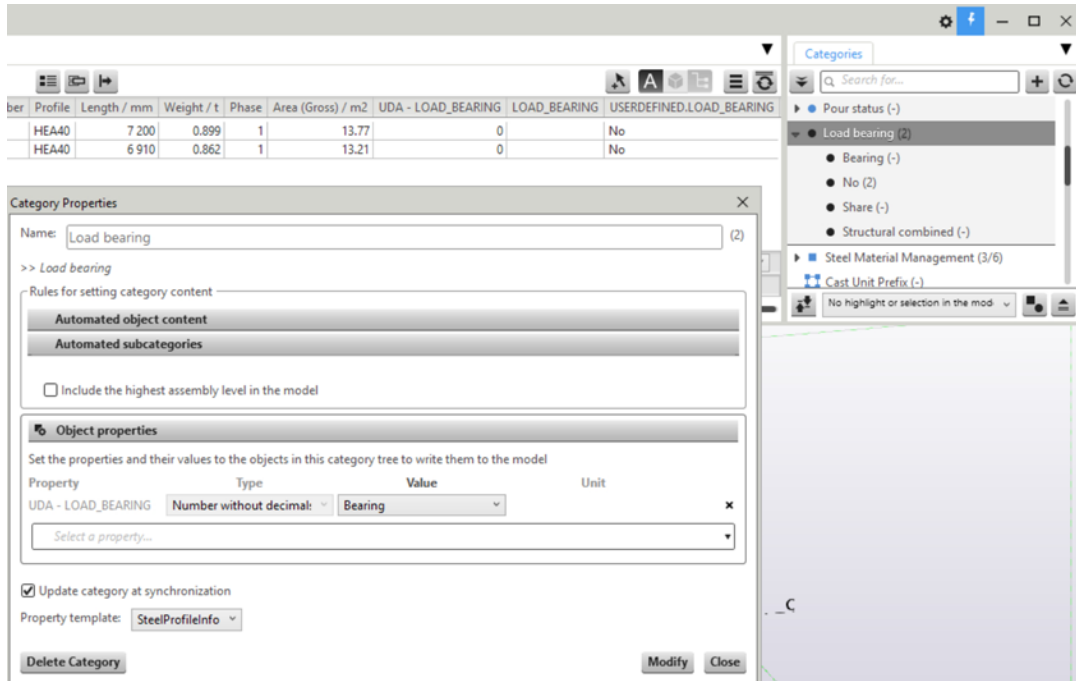 Categories
Search for...
ber Profile Length / mm Weight / t Phase Area (Gross) / m2 UDA - LOAD_BEARING LOAD_BEARING USERDEFINED.LOAD_BEARING
HEA40 7 200 0.899 1 13.77 0 No
HEA40 6 910 0.862 1 13.21 0 No
Pour status (-)
Load bearing (2)
Bearing (-)
No (2)
Share (-)
Structural combined (-)
Steel Material Management (3/6)
Cast Unit Prefix (-)
No highlight or selection in the mod
Category Properties
Name: Load bearing (2)
>> Load bearing
Rules for setting category content
Automated object content
Automated subcategories
Include the highest assembly level in the model
Object properties
Set the properties and their values to the objects in this category tree to write them to the model
Property Type Value Unit
UDA - LOAD_BEARING Number without decimal: Bearing
Select a property...
Update category at synchronization
Property template: SteelProfileInfo
Delete Category Modify Close
_C